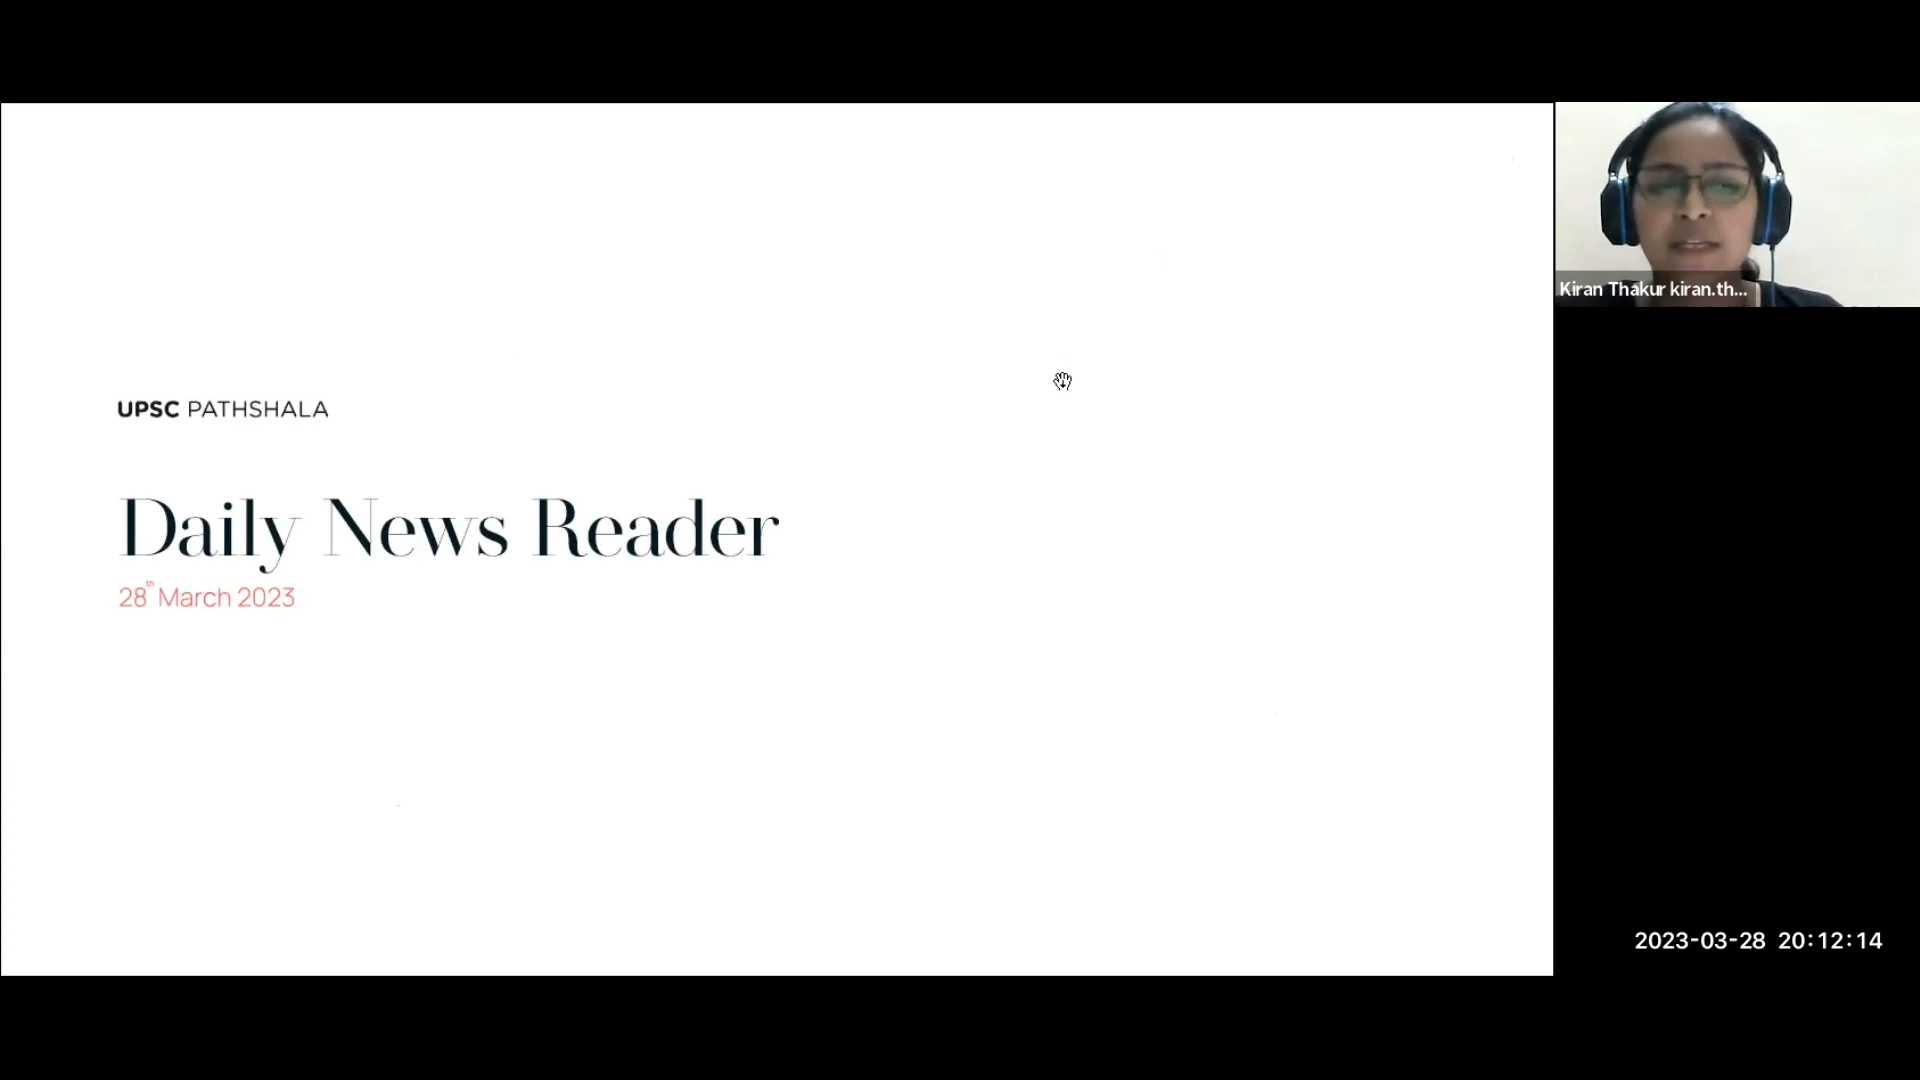 UPSC PATHSHALA
Daily News Reader
28th March 2023
Kiran Thakur kiran.th...
2023-03-28 20:12:14